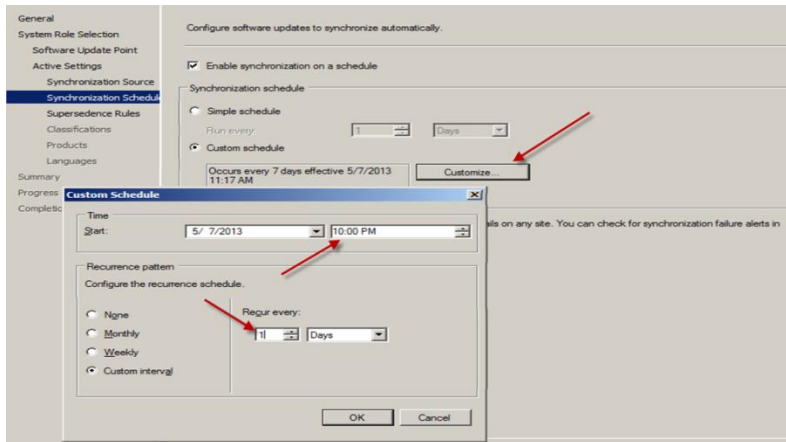 General
System Role Selection
Software Update Point
Active Settings
Synchronization Source
Synchronization Schedul
Supersedence Rules
Classifications
Products
Languages
Summary
Progress
Completic
Configure software updates to synchronize automatically.
Enable synchronization on a schedule
Synchronization schedule
Simple schedule
Run every:
1
Days
Custom schedule
Occurs every 7 days effective 5/7/2013
11:17 AM
Customize...
ils on any site. You can check for synchronization failure alerts in
Custom Schedule
Time
Start:
5/ 7/2013
10:00 PM
Recurrence pattern
Configure the recurrence schedule.
None
Monthly
Weekly
Custom interval
Recur every:
1
Days
OK
Cancel